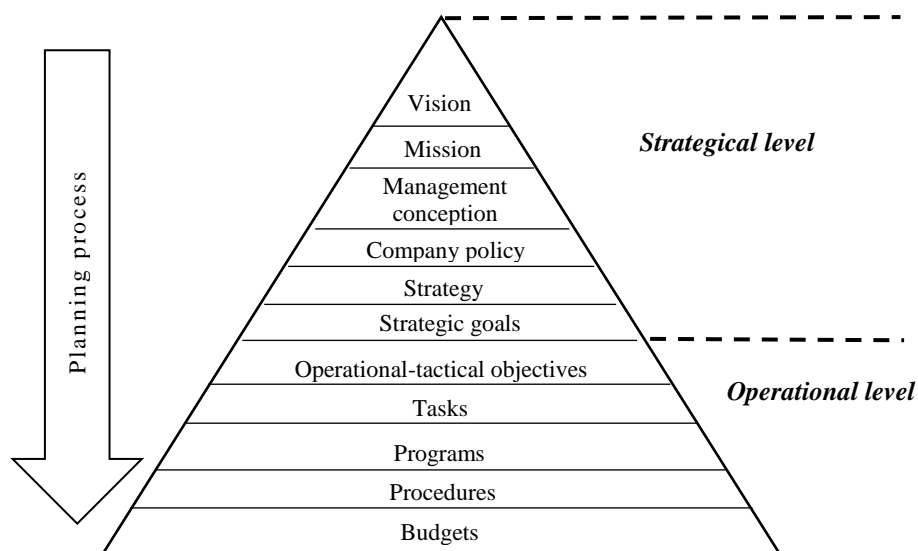 Vision
Mission
Management
conception
Company policy
Strategy
Strategic goals
Operational-tactical objectives
Tasks
Programs
Procedures
Budgets
Planning process
Strategical level
Operational level